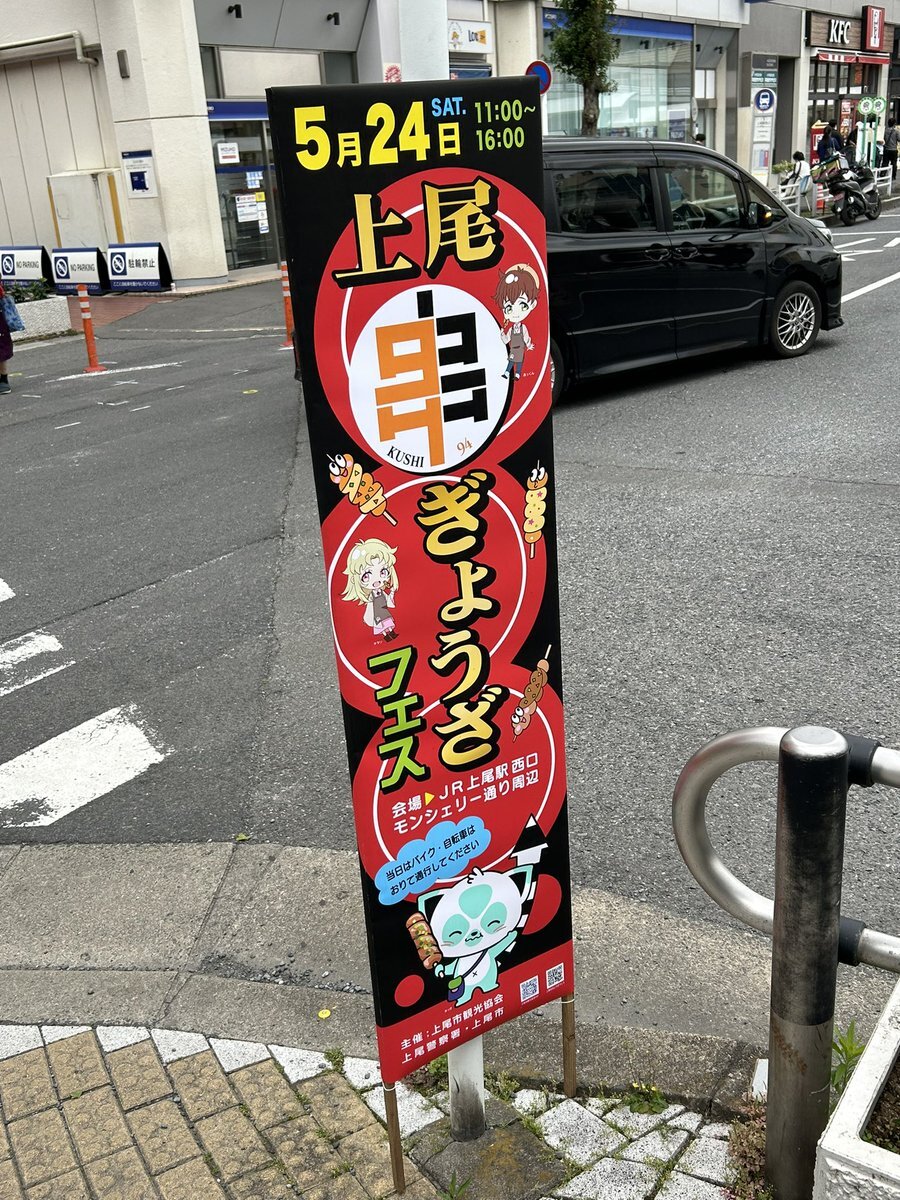 5月24日 SAT. 11:00~
16:00
上尾
串
KUSHI 94
ぎょうざ
フェス
会場▶JR上尾駅西口
モンシェリー通り周辺
当日はバイク・自転車は
おりて通行してください
主催:上尾市観光協会
上尾警察署・上尾市
NO PARKING
NO PARKING
駐輪禁止
MIZUHO
KFC